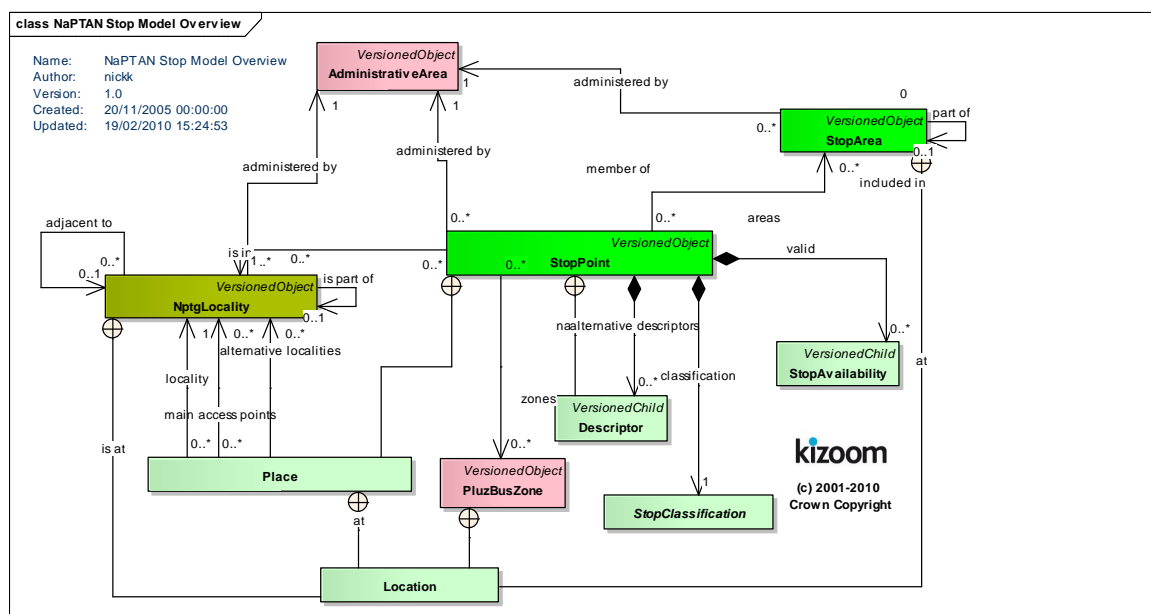 class NaPTAN Stop Model Overview
Name: NaPTAN Stop Model Overview
Author: nickk
Version: 1.0
Created: 20/11/2005 00:00:00
Updated: 19/02/2010 15:24:53
VersionedObject
AdministrativeArea
1
1
1
administered by
administered by
administered by
0
0..*
VersionedObject
StopArea
part of
0..1
0..*
included in
member of
areas
adjacent to
0..*
0..1
is in
1..*
0..*
0..*
0..*
VersionedObject
StopPoint
0..*
0..*
valid
VersionedObject
NptgLocality
is part of
0..1
1
0..*
0..*
alternative localities
locality
main access points
0..*
0..*
is at
naalternative descriptors
0..*
classification
zones
VersionedChild
Descriptor
0..*
VersionedChild
StopAvailability
at
0..*
VersionedObject
PluzBusZone
1
StopClassification
Place
at
Location
kizoom
(c) 2001-2010
Crown Copyright